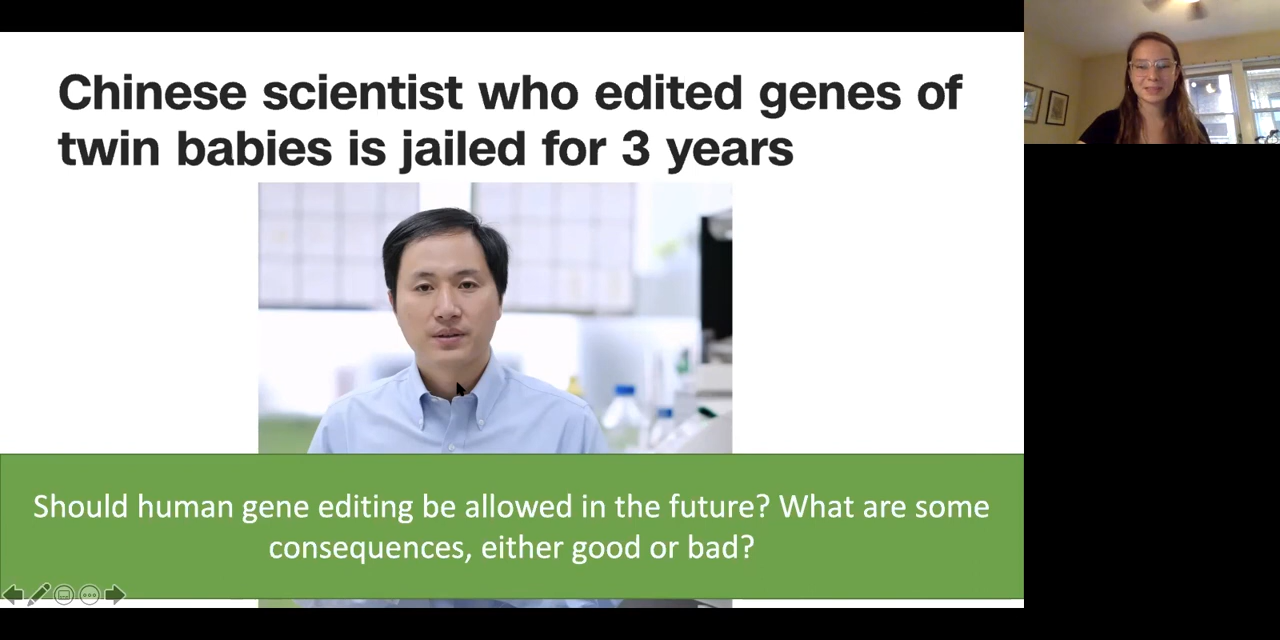 Chinese scientist who edited genes of
twin babies is jailed for 3 years
Should human gene editing be allowed in the future? What are some
consequences, either good or bad?